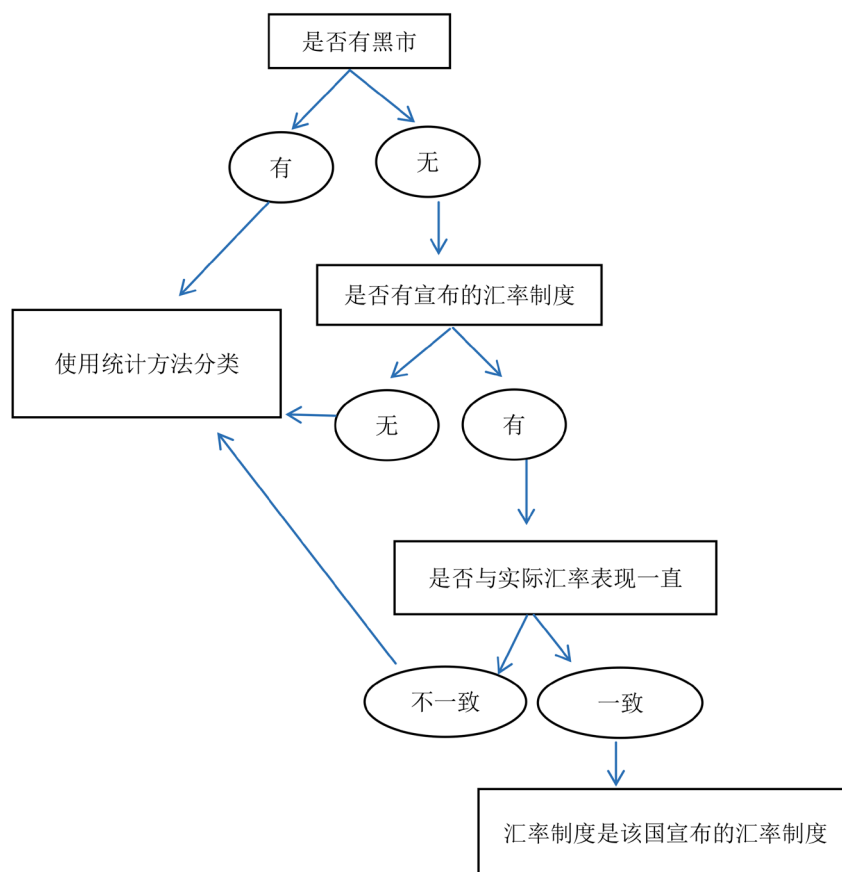 是否有黑市
有
无
是否有宣布的汇率制度
使用统计方法分类
无
有
是否与实际汇率表现一直
不一致
一致
汇率制度是该国宣布的汇率制度